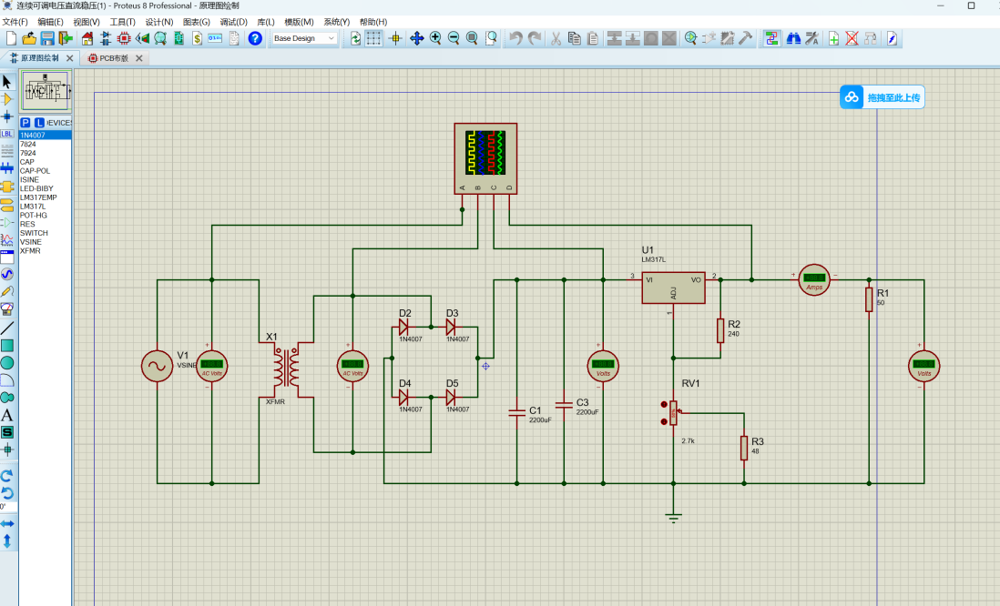 连续可调电压直流稳压(1) - Proteus 8 Professional - 原理图绘制
文件(F) 编辑(E) 视图(V) 工具(T) 设计(N) 图表(G) 调试(D) 库(L) 模版(M) 系统(Y) 帮助(H)
Base Design
原理图绘制 PCB布版
拖拽至此上传
P L DEVICES
LBL
1N4007
7824
7924
CAP
CAP-POL
ISINE
LED-BIBY
LM317EMP
LM317L
POT-HG
RES
SWITCH
VSINE
XFMR
A
S
0°
A B C D
U1
LM317L
3 VI VO 2
ADJ
1
+ −
Amps
R1
50
D2 D3
1N4007 1N4007
R2
240
X1
XFMR
V1
VSINE
+
AC Volts
−
+
AC Volts
−
+
Volts
−
+
Volts
−
D4 D5
1N4007 1N4007
C1
2200uF
C3
2200uF
RV1
2.7k
R3
48